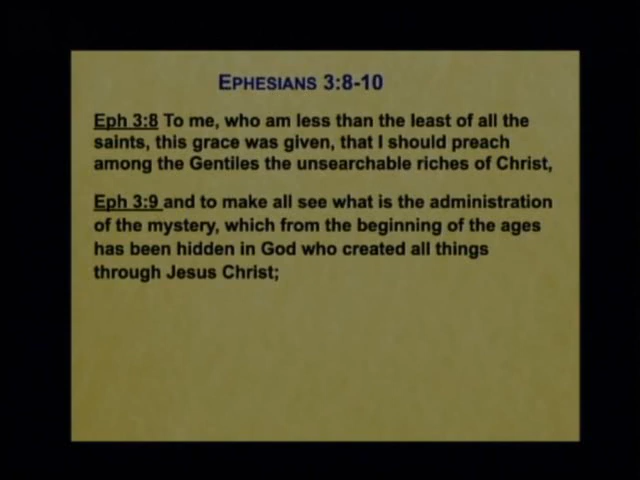 EPHESIANS 3:8-10
Eph 3:8 To me, who am less than the least of all the
saints, this grace was given, that I should preach
among the Gentiles the unsearchable riches of Christ,
Eph 3:9 and to make all see what is the administration
of the mystery, which from the beginning of the ages
has been hidden in God who created all things
through Jesus Christ;